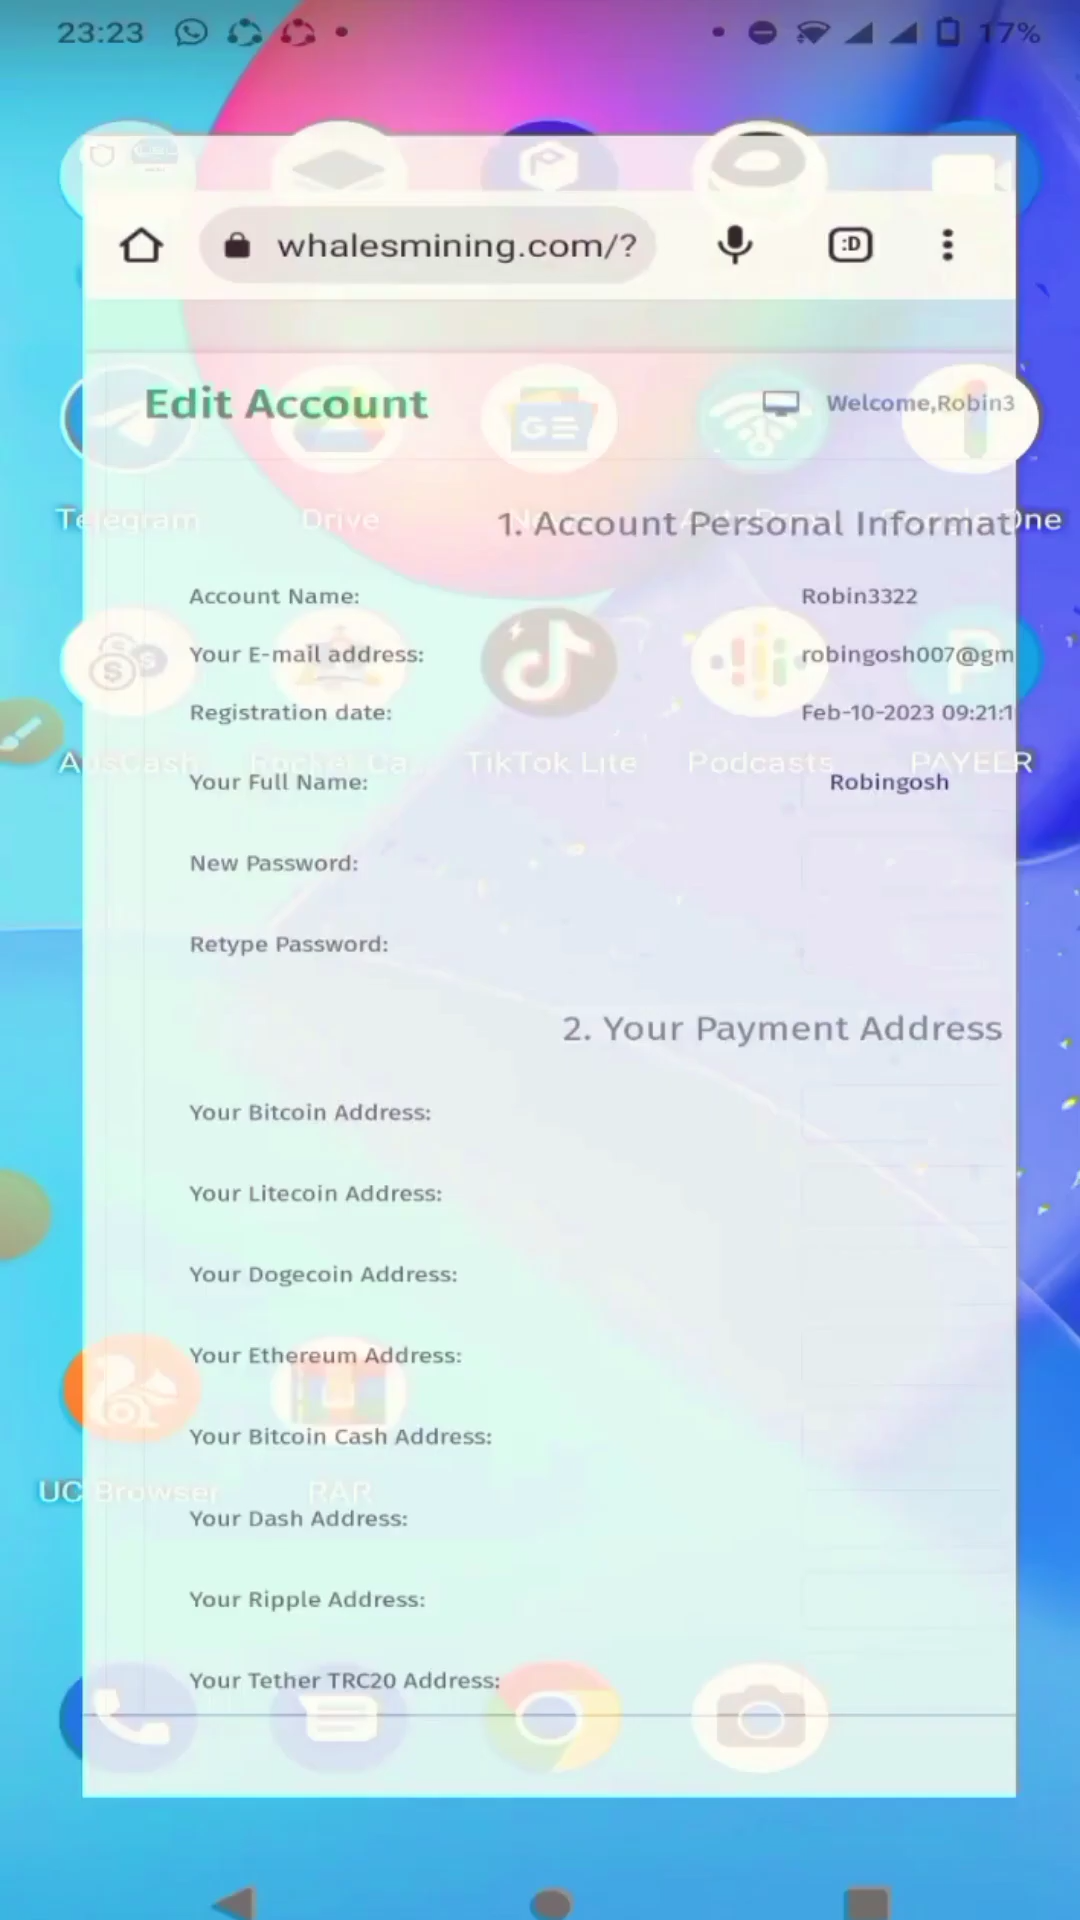 23:23
17%
whalesmining.com/?
:D
Edit Account
Welcome,Robin3
Telegram
Drive
One
1. Account Personal Informat
Account Name:
Robin3322
Your E-mail address:
robingosh007@gm
Registration date:
Feb-10-2023 09:21:1
TikTok Lite
Podcasts
PAYEER
Your Full Name:
Robingosh
New Password:
Retype Password:
2. Your Payment Address
Your Bitcoin Address:
Your Litecoin Address:
Your Dogecoin Address:
Your Ethereum Address:
Your Bitcoin Cash Address:
UC Browser
RAR
Your Dash Address:
Your Ripple Address:
Your Tether TRC20 Address: